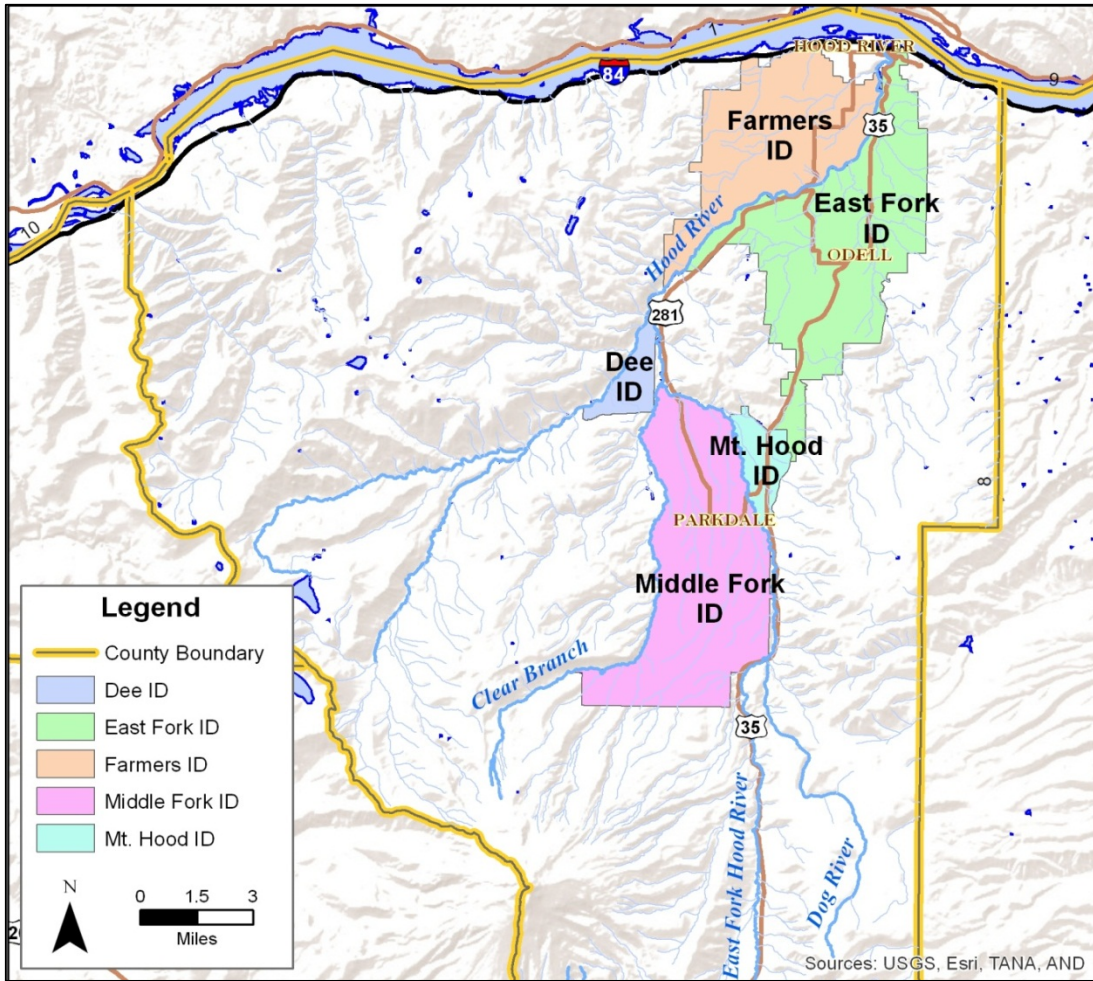 1
HOOD RIVER
84
9
Farmers
ID
35
East Fork
ID
10
Hood River
ODELL
281
Dee
ID
Mt. Hood
ID
8
PARKDALE
Middle Fork
ID
Clear Branch
35
East Fork Hood River
Dog River
Legend
County Boundary
Dee ID
East Fork ID
Farmers ID
Middle Fork ID
Mt. Hood ID
N
0 1.5 3
Miles
Sources: USGS, Esri, TANA, AND